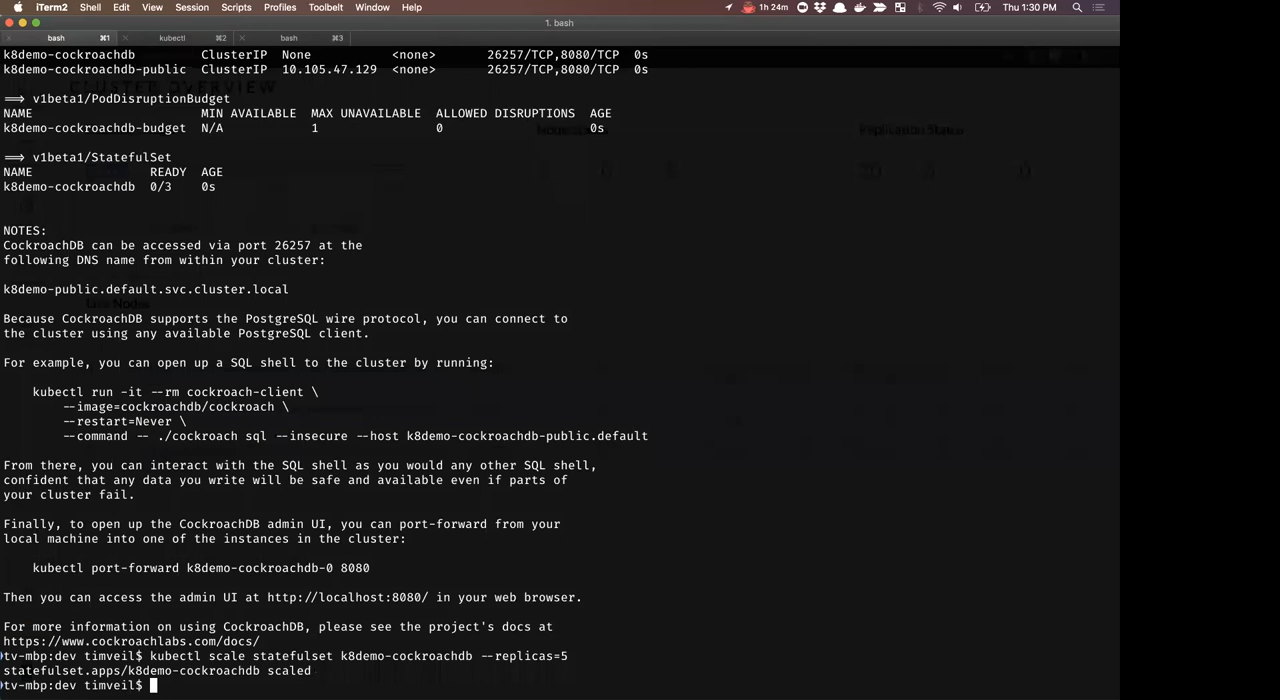 iTerm2 Shell Edit View Session Scripts Profiles Toolbelt Window Help 1h 24m Thu 1:30 PM
1. bash
bash ⌘1 kubectl ⌘2 bash ⌘3
k8demo-cockroachdb ClusterIP None <none> 26257/TCP,8080/TCP 0s
k8demo-cockroachdb-public ClusterIP 10.105.47.129 <none> 26257/TCP,8080/TCP 0s
CLUSTER OVERVIEW
==> v1beta1/PodDisruptionBudget
NAME MIN AVAILABLE MAX UNAVAILABLE ALLOWED DISRUPTIONS AGE
k8demo-cockroachdb-budget N/A 1 0 0s
Replication Status
==> v1beta1/StatefulSet
NAME READY AGE
k8demo-cockroachdb 0/3 0s
NOTES:
CockroachDB can be accessed via port 26257 at the
following DNS name from within your cluster:
k8demo-public.default.svc.cluster.local
Live Nodes
Because CockroachDB supports the PostgreSQL wire protocol, you can connect to
the cluster using any available PostgreSQL client.
For example, you can open up a SQL shell to the cluster by running:
kubectl run -it --rm cockroach-client \
--image=cockroachdb/cockroach \
--restart=Never \
--command -- ./cockroach sql --insecure --host k8demo-cockroachdb-public.default
From there, you can interact with the SQL shell as you would any other SQL shell,
confident that any data you write will be safe and available even if parts of
your cluster fail.
Finally, to open up the CockroachDB admin UI, you can port-forward from your
local machine into one of the instances in the cluster:
kubectl port-forward k8demo-cockroachdb-0 8080
Then you can access the admin UI at http://localhost:8080/ in your web browser.
For more information on using CockroachDB, please see the project's docs at
https://www.cockroachlabs.com/docs/
tv-mbp:dev timveil$ kubectl scale statefulset k8demo-cockroachdb --replicas=5
statefulset.apps/k8demo-cockroachdb scaled
tv-mbp:dev timveil$